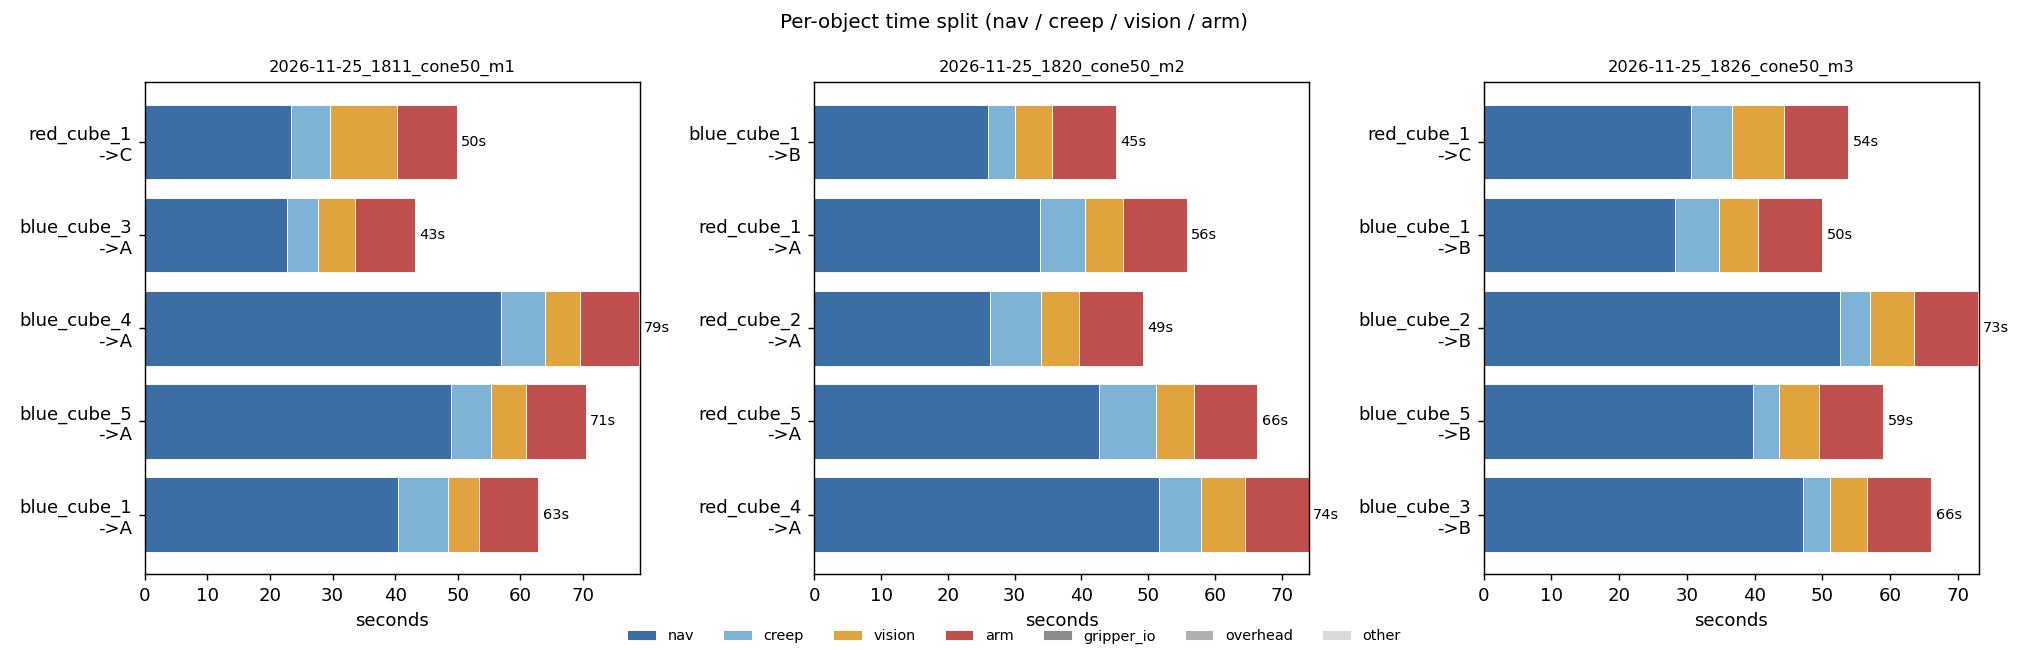 Per-object time split (nav / creep / vision / arm)
2026-11-25_1811_cone50_m1
red_cube_1
->C
50s
blue_cube_3
->A
43s
blue_cube_4
->A
79s
blue_cube_5
->A
71s
blue_cube_1
->A
63s
0 10 20 30 40 50 60 70
seconds
2026-11-25_1820_cone50_m2
blue_cube_1
->B
45s
red_cube_1
->A
56s
red_cube_2
->A
49s
red_cube_5
->A
66s
red_cube_4
->A
74s
0 10 20 30 40 50 60 70
seconds
2026-11-25_1826_cone50_m3
red_cube_1
->C
54s
blue_cube_1
->B
50s
blue_cube_2
->B
73s
blue_cube_5
->B
59s
blue_cube_3
->B
66s
0 10 20 30 40 50 60 70
seconds
nav creep vision arm gripper_io overhead other